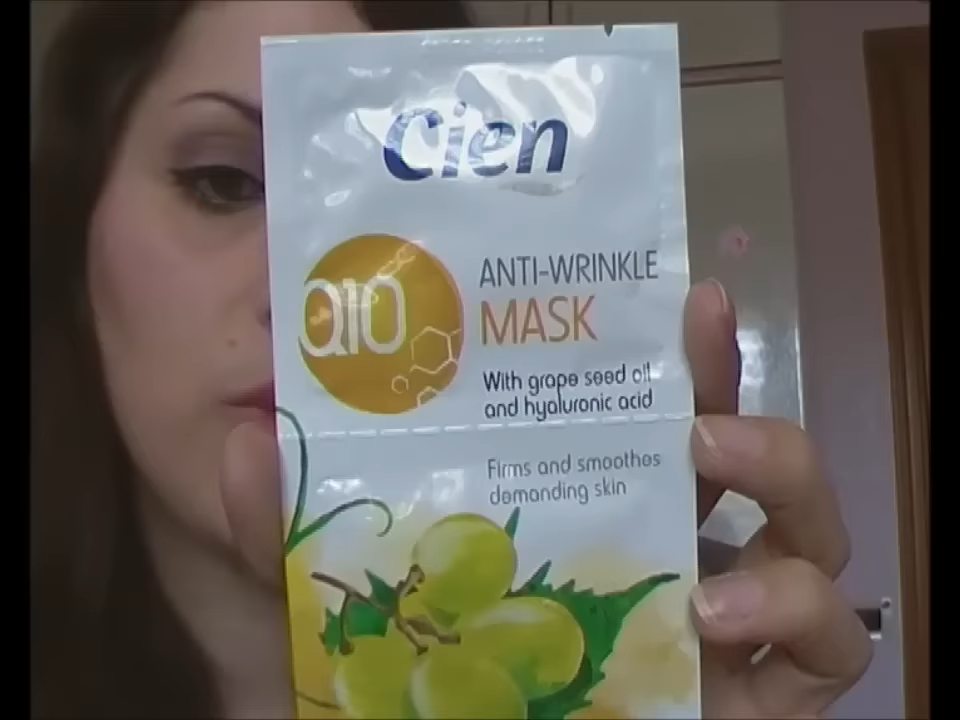 Cien
Q10
ANTI-WRINKLE
MASK
With grape seed oil
and hyaluronic acid
Firms and smoothes
demanding skin